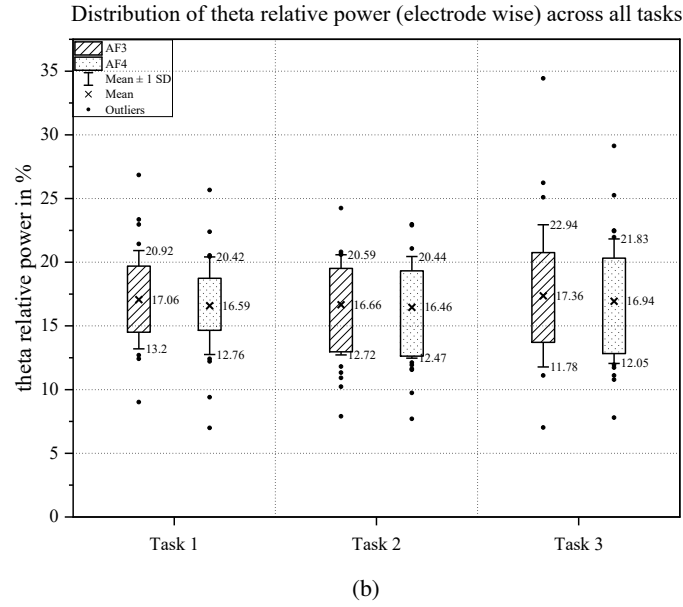 Distribution of theta relative power (electrode wise) across all tasks
AF3
AF4
Mean ± 1 SD
Mean
Outliers
theta relative power in %
35
30
25
20
15
10
5
0
20.92
17.06
13.2
20.42
16.59
12.76
20.59
16.66
12.72
20.44
16.46
12.47
22.94
17.36
11.78
21.83
16.94
12.05
Task 1
Task 2
Task 3
(b)